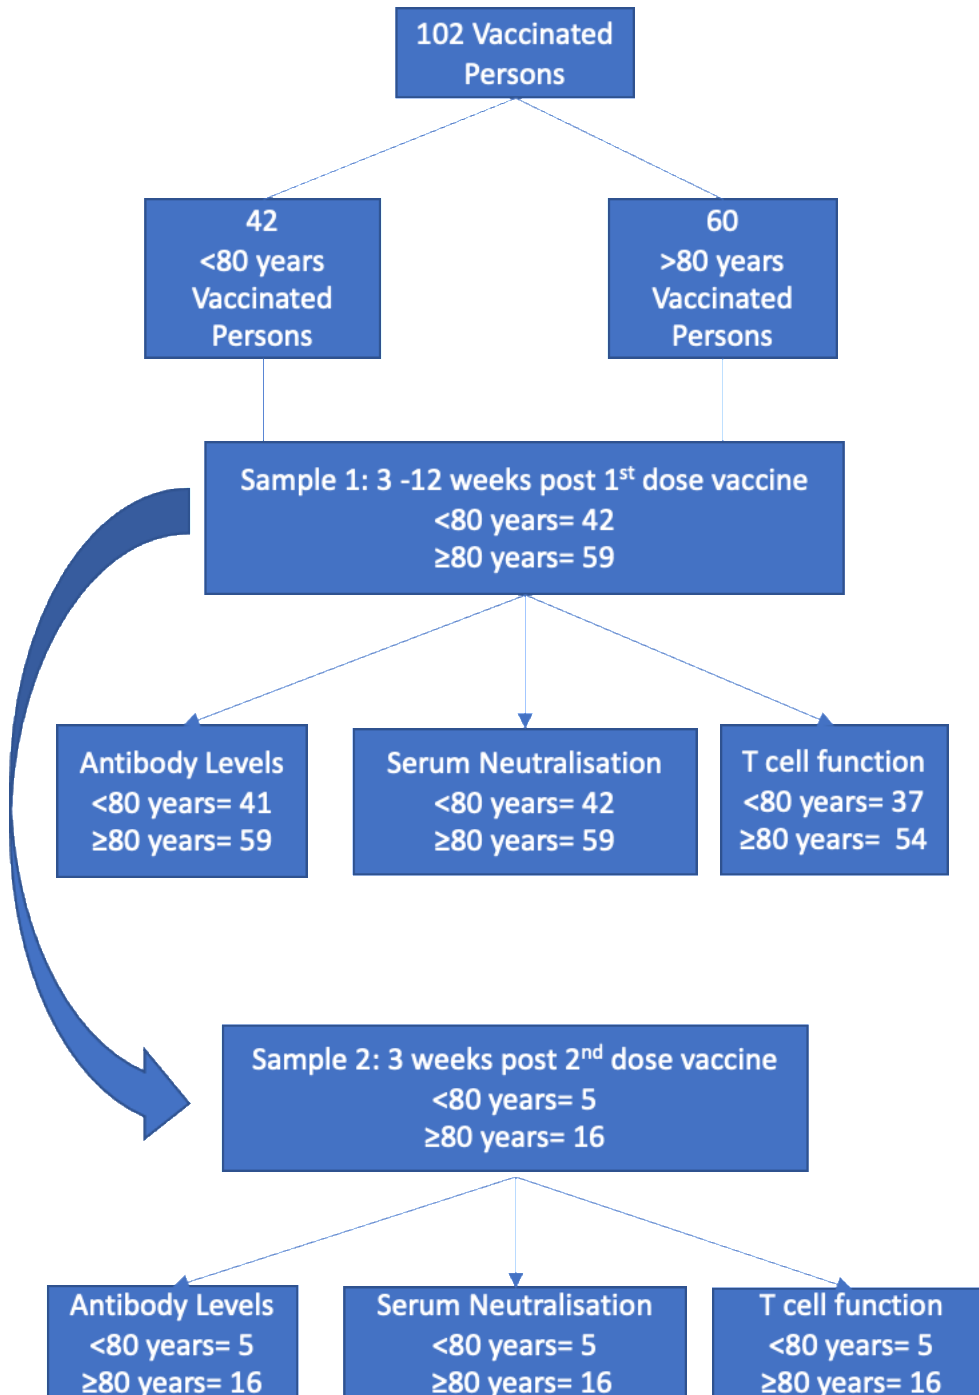 102 Vaccinated
Persons
42
<80 years
Vaccinated
Persons
60
>80 years
Vaccinated
Persons
Sample 1: 3 -12 weeks post 1st dose vaccine
<80 years= 42
≥80 years= 59
Antibody Levels
<80 years= 41
≥80 years= 59
Serum Neutralisation
<80 years= 42
≥80 years= 59
T cell function
<80 years= 37
≥80 years=  54
Sample 2: 3 weeks post 2nd dose vaccine
<80 years= 5
≥80 years= 16
Antibody Levels
<80 years= 5
≥80 years= 16
Serum Neutralisation
<80 years= 5
≥80 years= 16
T cell function
<80 years= 5
≥80 years= 16